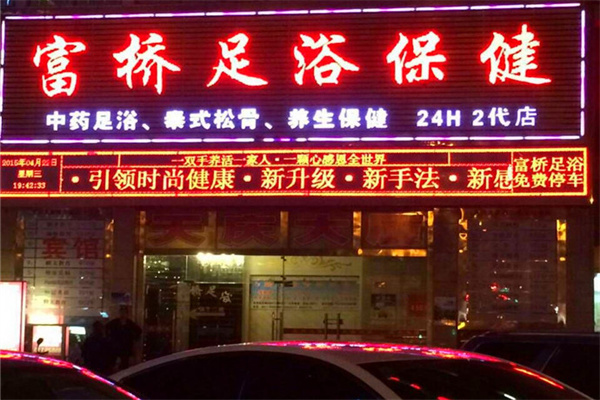 富桥足浴保健
中药足浴、泰式松骨、养生保健 24H 2代店
一双手养活一家人·一颗心感恩全世界
2015年04月22日
星期三
19:42:33
·引领时尚健康·新升级·新手法·新感
富桥足浴
免费停车
宾馆